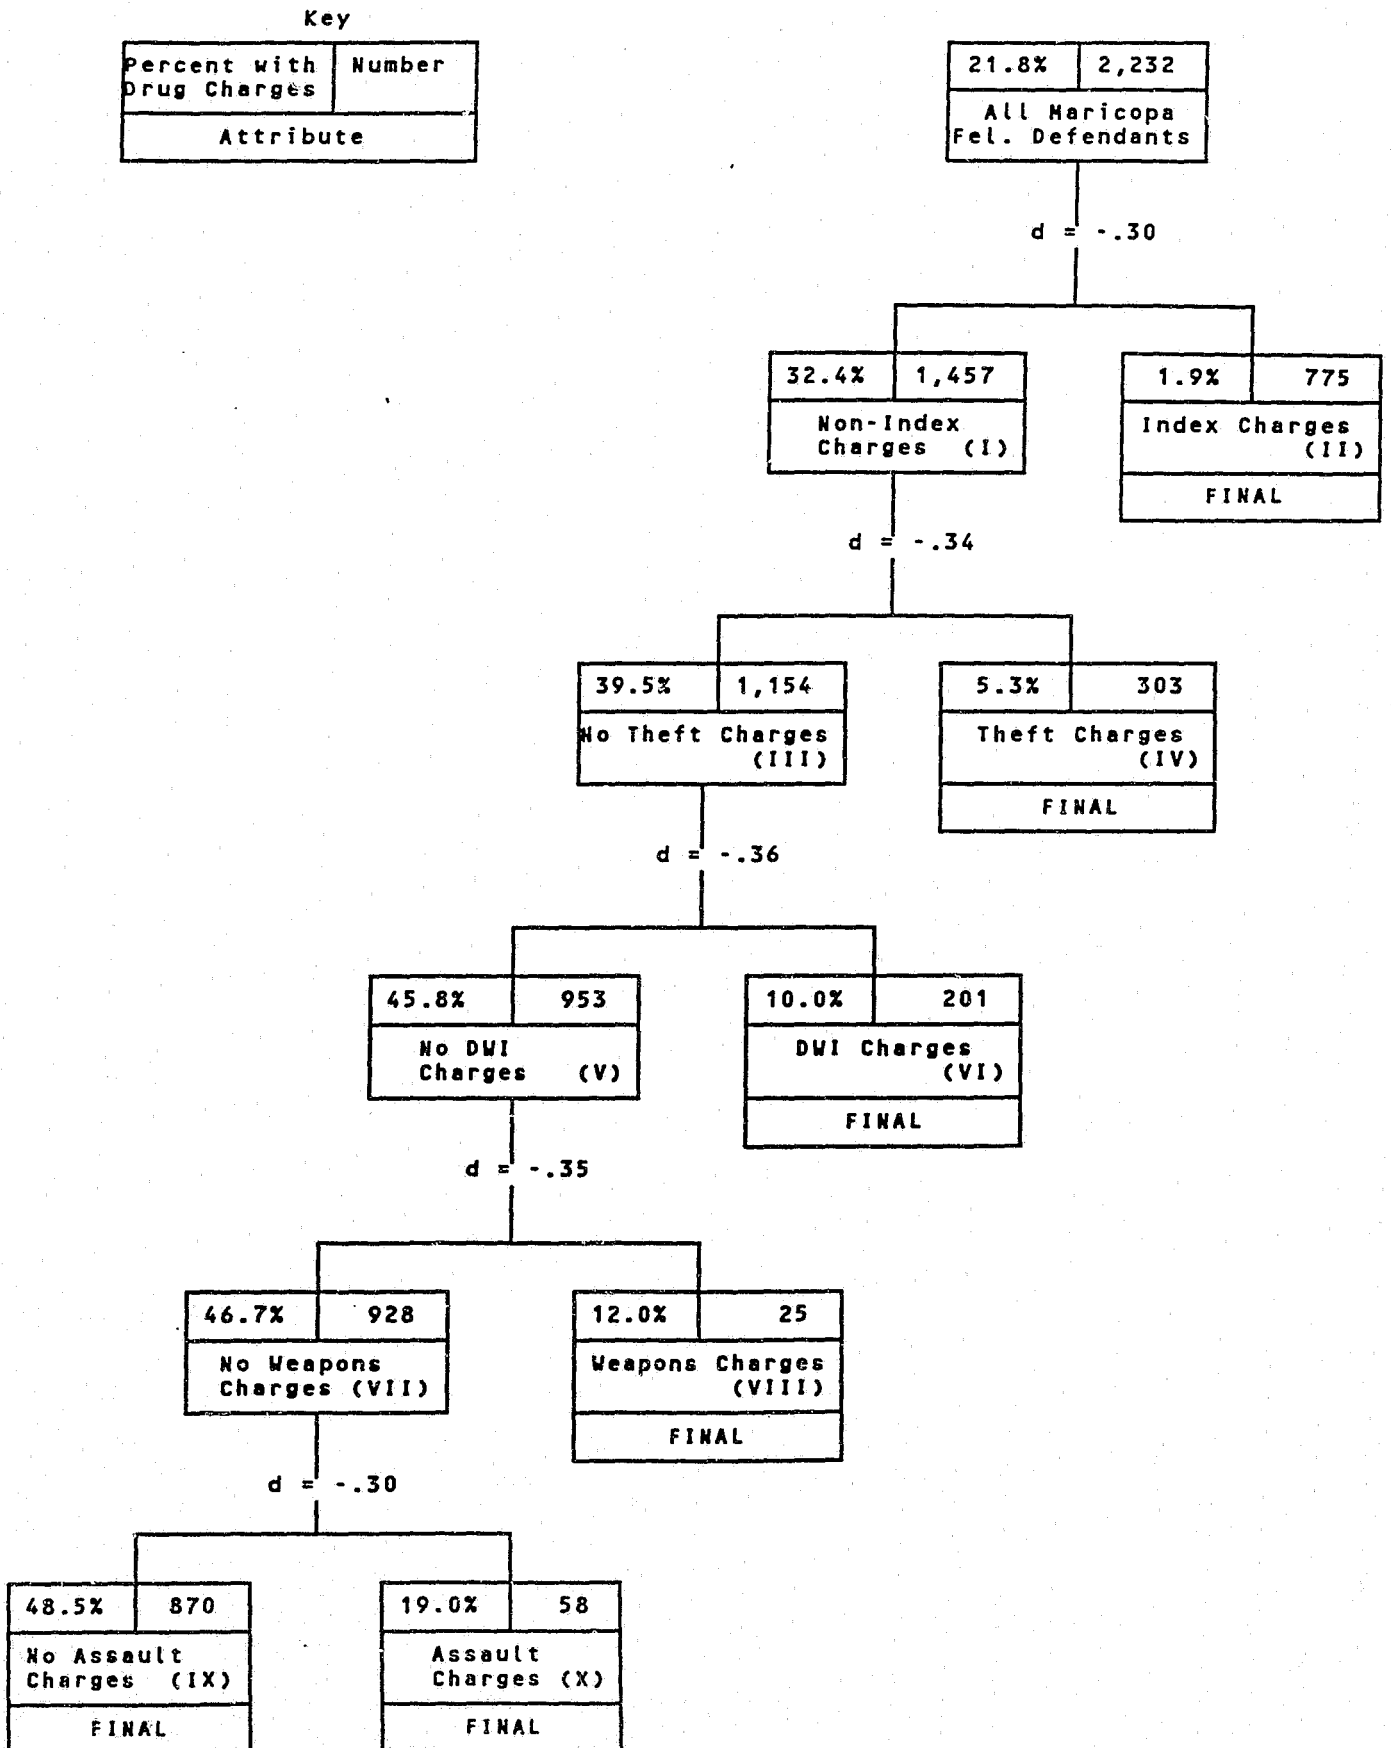 Key
Percent with Number
Drug Charges
Attribute
21.8% 2,232
All Maricopa
Fel. Defendants
d = -.30
32.4% 1,457
Non-Index
Charges (I)
1.9% 775
Index Charges
(II)
FINAL
d = -.34
39.5% 1,154
No Theft Charges
(III)
5.3% 303
Theft Charges
(IV)
FINAL
d = -.36
45.8% 953
No DWI
Charges (V)
10.0% 201
DWI Charges
(VI)
FINAL
d = -.35
46.7% 928
No Weapons
Charges (VII)
12.0% 25
Weapons Charges
(VIII)
FINAL
d = -.30
48.5% 870
No Assault
Charges (IX)
FINAL
19.0% 58
Assault
Charges (X)
FINAL